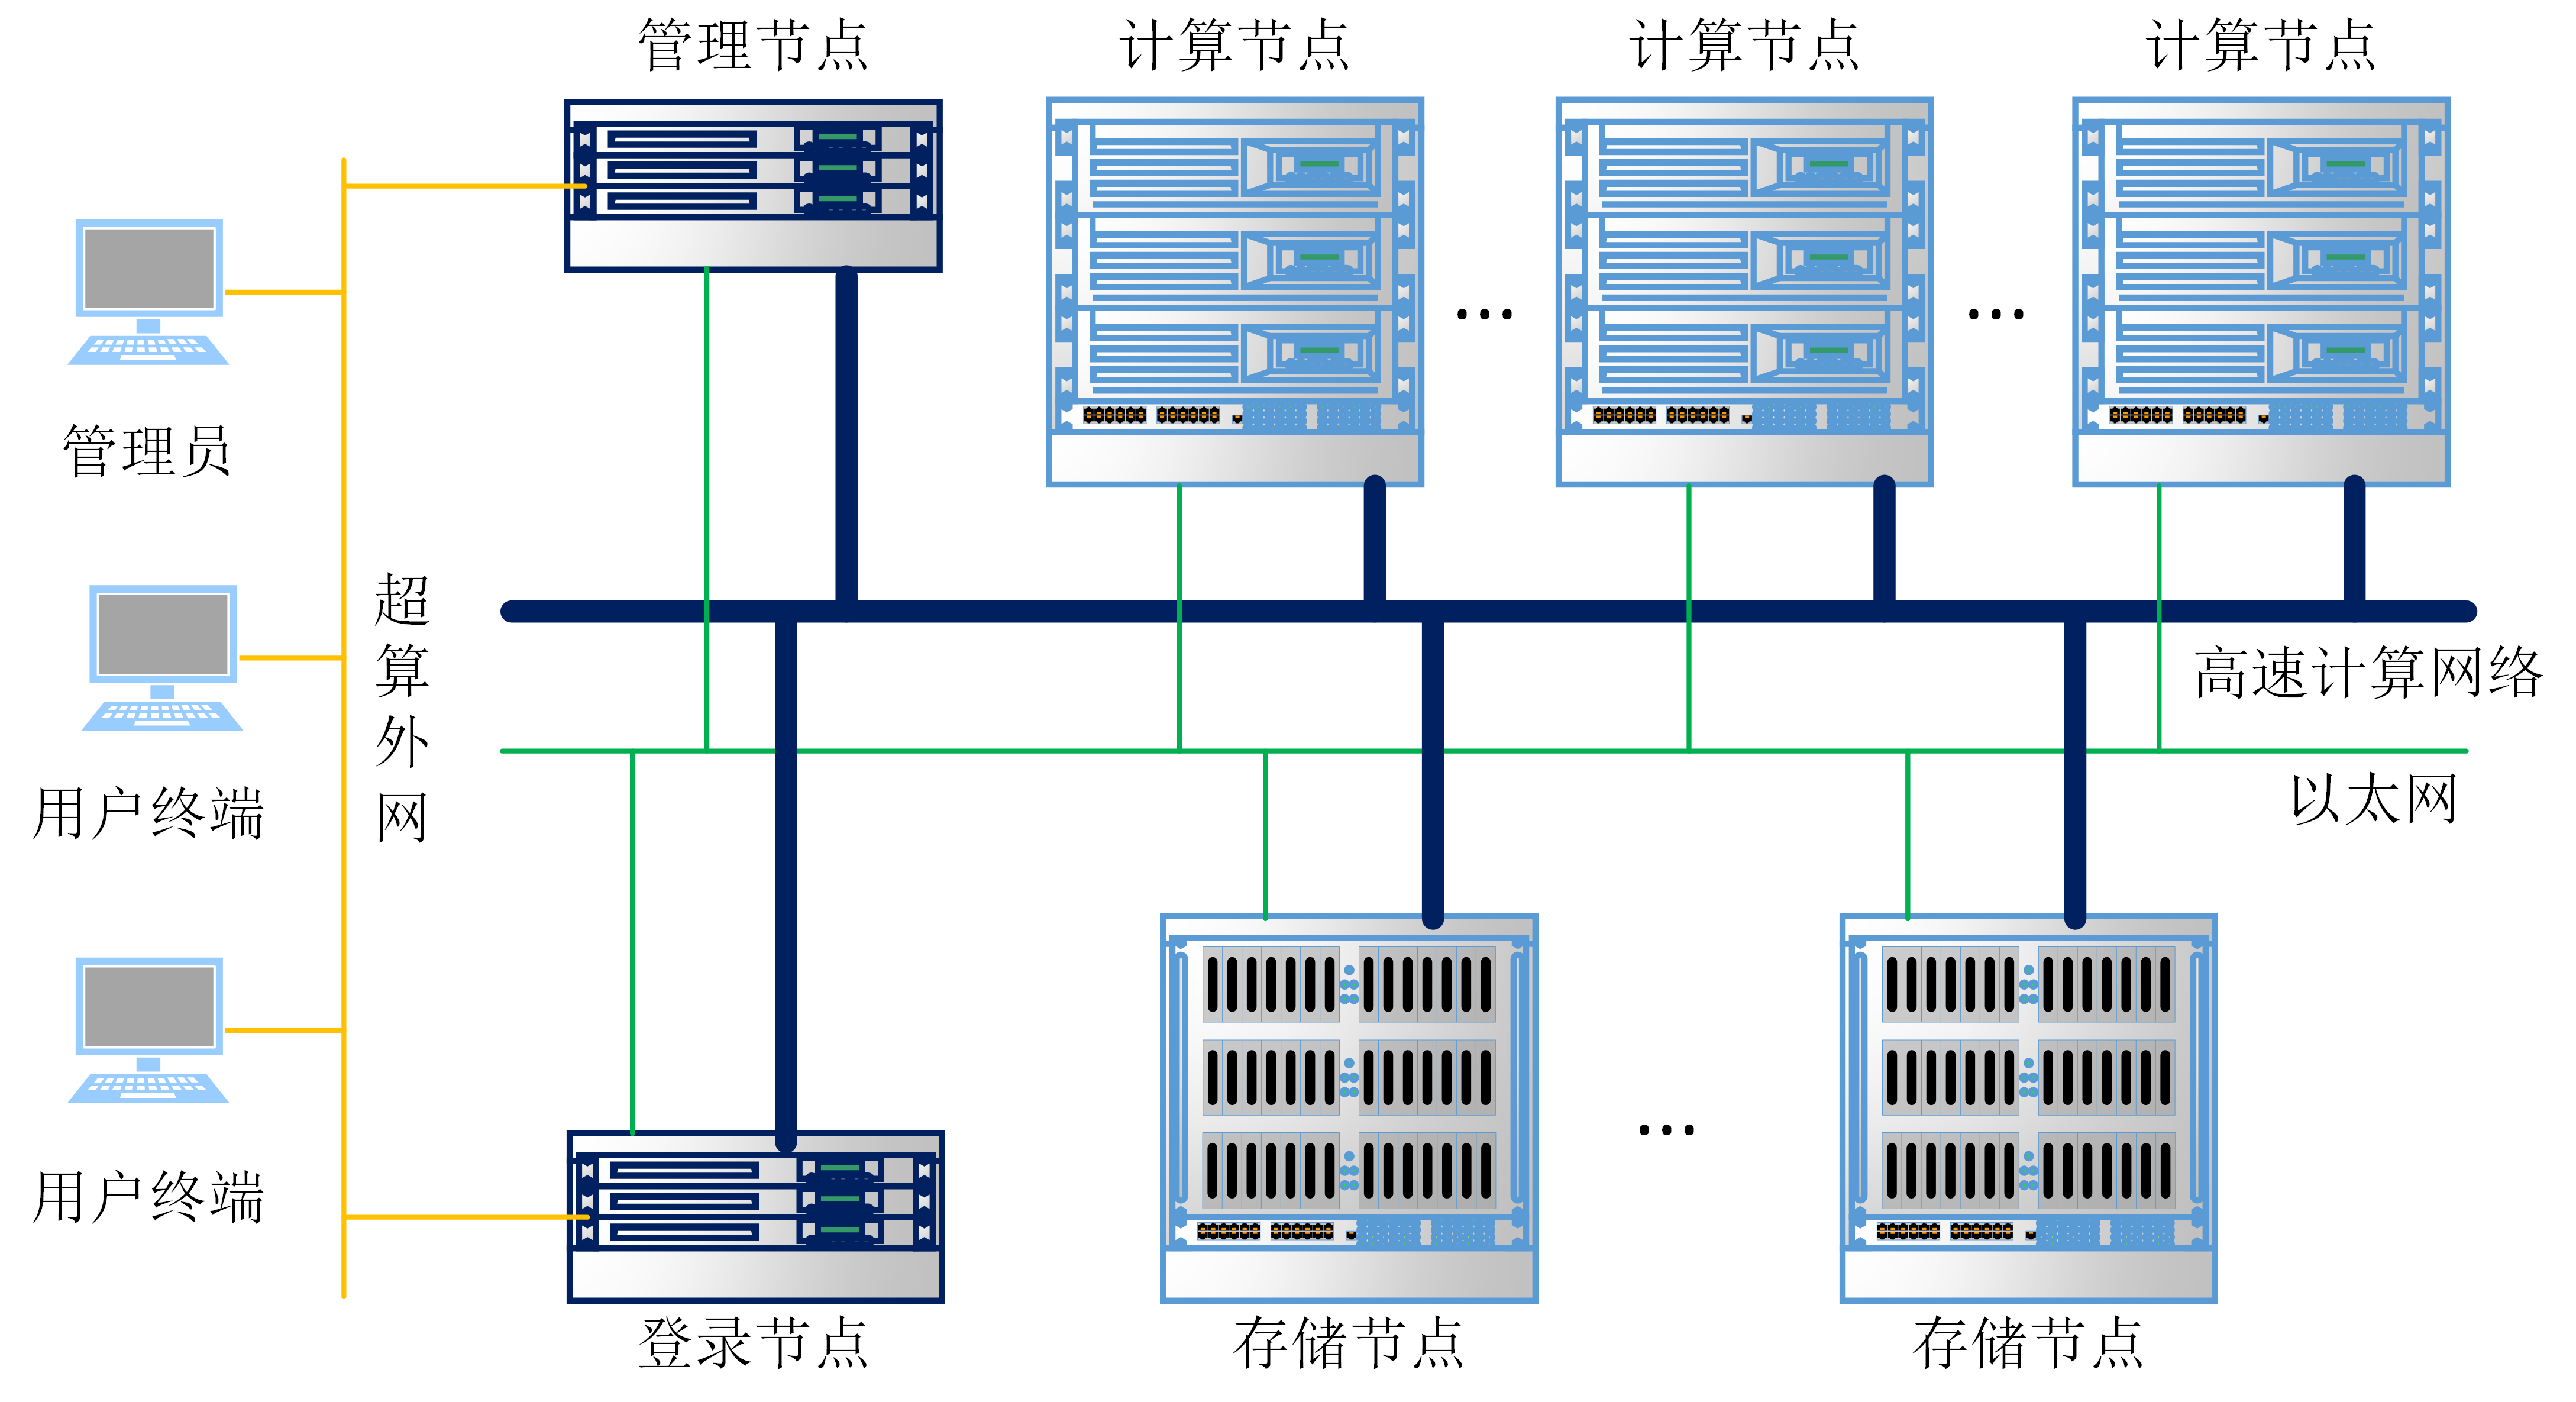 管理节点
计算节点
计算节点
计算节点
...
...
管理员
超算外网
高速计算网络
用户终端
以太网
...
用户终端
登录节点
存储节点
存储节点